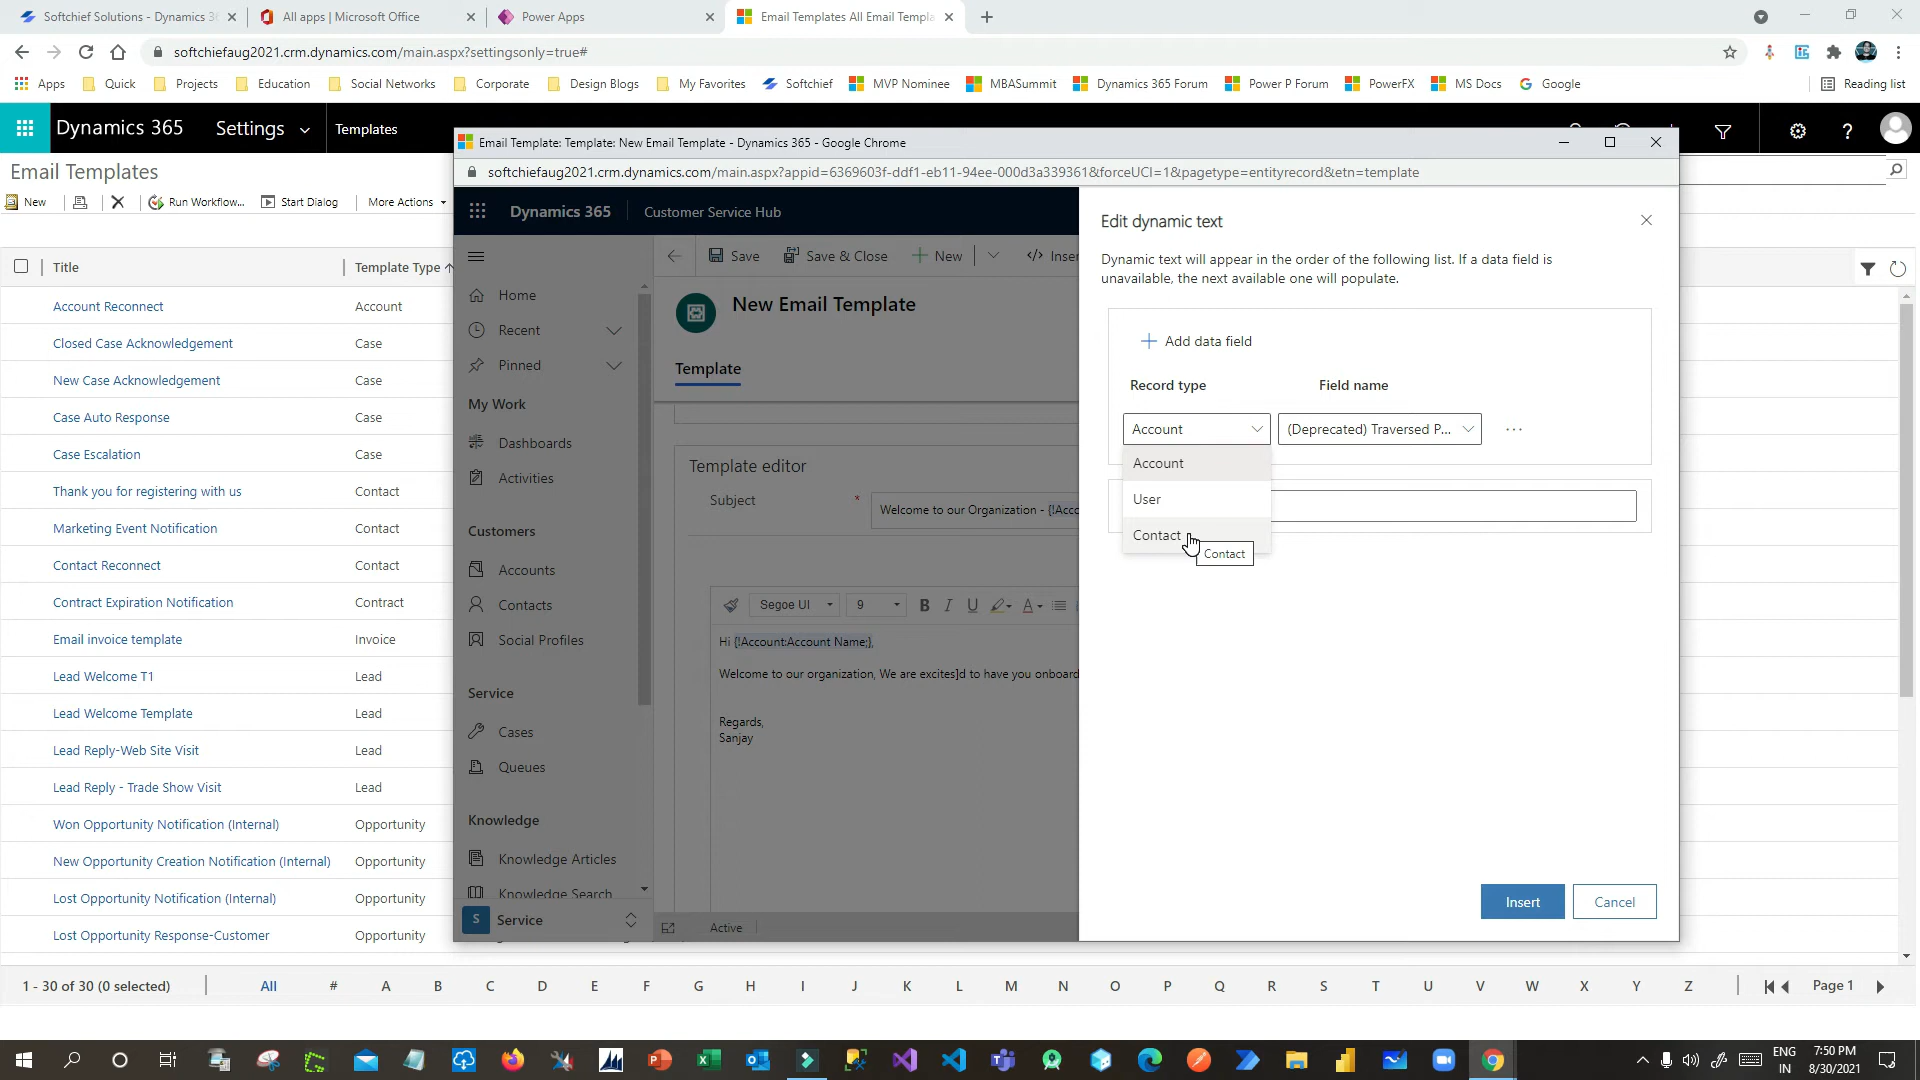 Softchief Solutions - Dynamics 3
All apps | Microsoft Office
Power Apps
Email Templates All Email Templa
softchiefaug2021.crm.dynamics.com/main.aspx?settingsonly=true#
Apps
Quick
Projects
Education
Social Networks
Corporate
Design Blogs
My Favorites
Softchief
MVP Nominee
MBASummit
Dynamics 365 Forum
Power P Forum
PowerFX
MS Docs
Google
Reading list
Dynamics 365
Settings
Templates
Email Templates
New
Run Workflow...
Start Dialog
More Actions
Title
Template Type
Account Reconnect
Account
Closed Case Acknowledgement
Case
New Case Acknowledgement
Case
Case Auto Response
Case
Case Escalation
Case
Thank you for registering with us
Contact
Marketing Event Notification
Contact
Contact Reconnect
Contact
Contract Expiration Notification
Contract
Email invoice template
Invoice
Lead Welcome T1
Lead
Lead Welcome Template
Lead
Lead Reply-Web Site Visit
Lead
Lead Reply - Trade Show Visit
Lead
Won Opportunity Notification (Internal)
Opportunity
New Opportunity Creation Notification (Internal)
Opportunity
Lost Opportunity Notification (Internal)
Opportunity
Lost Opportunity Response-Customer
Opportunity
1 - 30 of 30 (0 selected)
All # A B C D E F G H I J K L M N O P Q R S T U V W X Y Z
Page 1
Email Template: Template: New Email Template - Dynamics 365 - Google Chrome
softchiefaug2021.crm.dynamics.com/main.aspx?appid=6369603f-ddf1-eb11-94ee-000d3a339361&forceUCI=1&pagetype=entityrecord&etn=template
Dynamics 365
Customer Service Hub
Home
Recent
Pinned
My Work
Dashboards
Activities
Customers
Accounts
Contacts
Social Profiles
Service
Cases
Queues
Knowledge
Knowledge Articles
Knowledge Search
S
Service
Save
Save & Close
New
Inser
New Email Template
Template
Template editor
Subject
*
Welcome to our Organization - {!Acco
Segoe UI
9
B
I
U
A
Hi {!Account:Account Name;},
Welcome to our organization, We are excites]d to have you onboard
Regards,
Sanjay
Active
Edit dynamic text
Dynamic text will appear in the order of the following list. If a data field is
unavailable, the next available one will populate.
Add data field
Record type
Field name
Account
(Deprecated) Traversed P...
Account
User
Contact
Contact
Insert
Cancel
ENG
IN
7:50 PM
8/30/2021